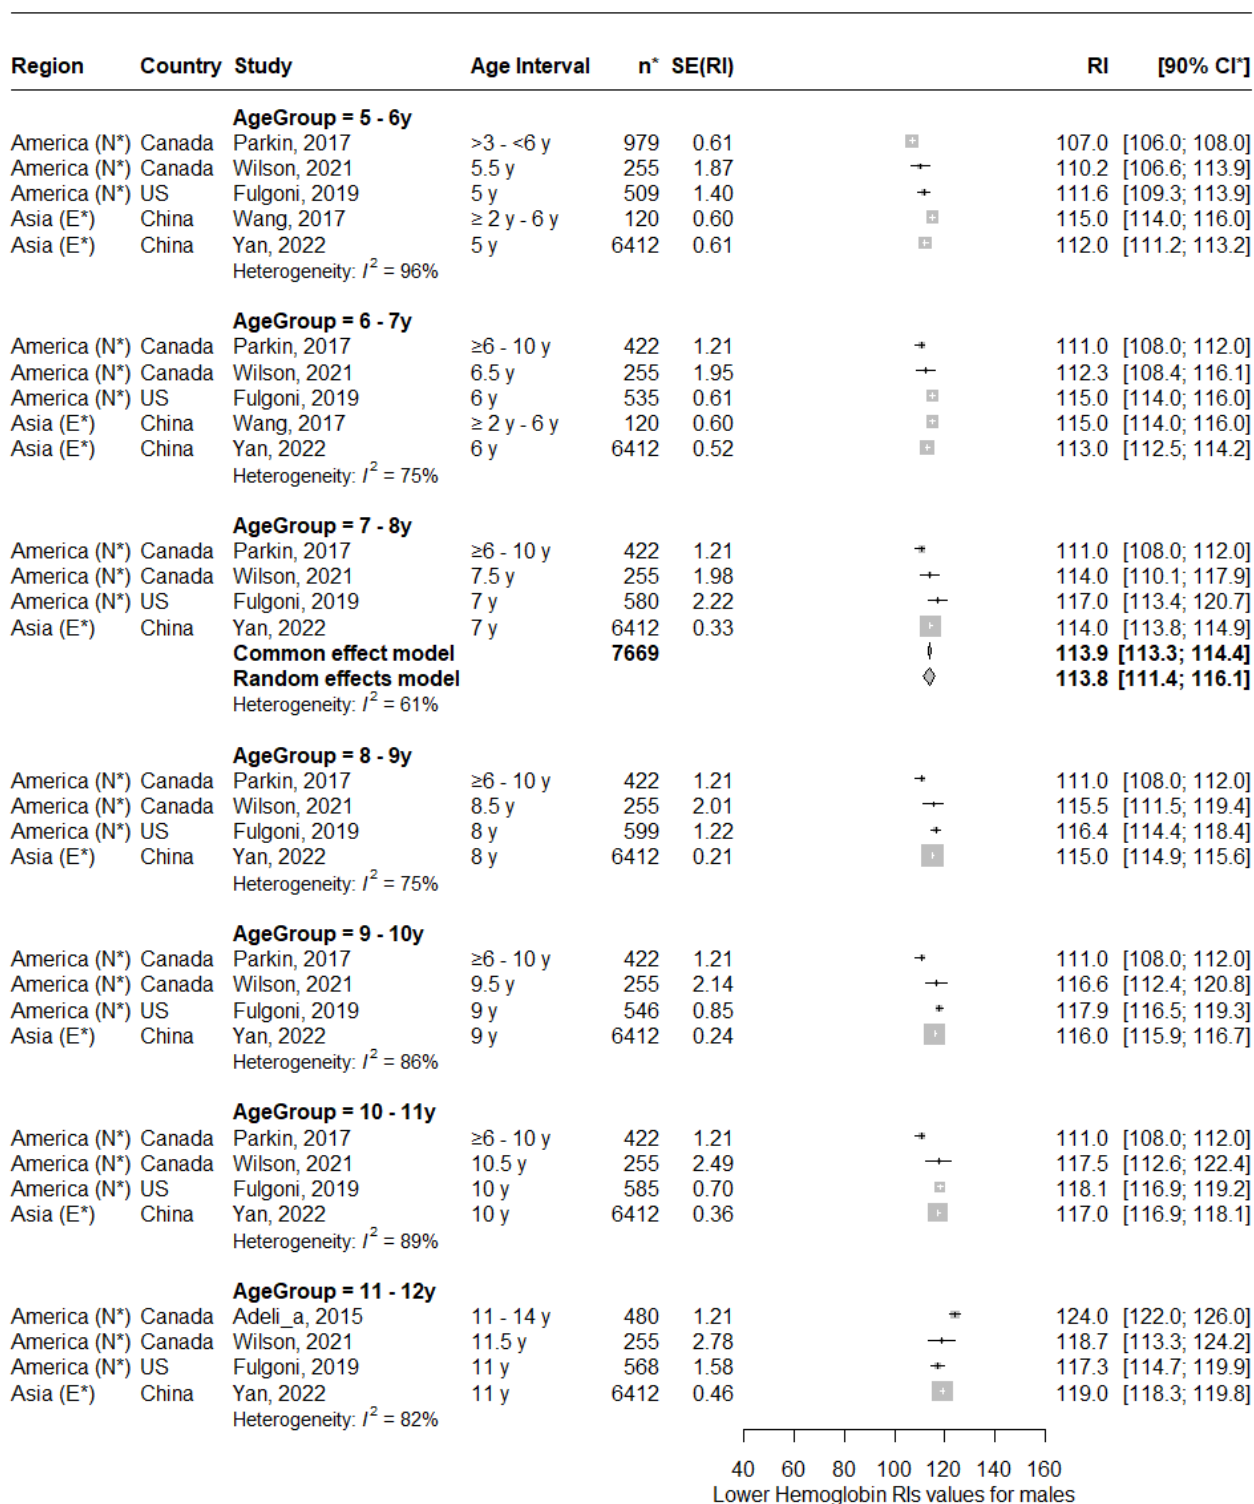 Region Country Study Age Interval n* SE(RI) RI [90% CI*]
AgeGroup = 5 - 6y
America (N*) Canada Parkin, 2017 >3 - <6 y 979 0.61 107.0 [106.0; 108.0]
America (N*) Canada Wilson, 2021 5.5 y 255 1.87 110.2 [106.6; 113.9]
America (N*) US Fulgoni, 2019 5 y 509 1.40 111.6 [109.3; 113.9]
Asia (E*) China Wang, 2017 ≥ 2 y - 6 y 120 0.60 115.0 [114.0; 116.0]
Asia (E*) China Yan, 2022 5 y 6412 0.61 112.0 [111.2; 113.2]
Heterogeneity: I² = 96%
AgeGroup = 6 - 7y
America (N*) Canada Parkin, 2017 ≥6 - 10 y 422 1.21 111.0 [108.0; 112.0]
America (N*) Canada Wilson, 2021 6.5 y 255 1.95 112.3 [108.4; 116.1]
America (N*) US Fulgoni, 2019 6 y 535 0.61 115.0 [114.0; 116.0]
Asia (E*) China Wang, 2017 ≥ 2 y - 6 y 120 0.60 115.0 [114.0; 116.0]
Asia (E*) China Yan, 2022 6 y 6412 0.52 113.0 [112.5; 114.2]
Heterogeneity: I² = 75%
AgeGroup = 7 - 8y
America (N*) Canada Parkin, 2017 ≥6 - 10 y 422 1.21 111.0 [108.0; 112.0]
America (N*) Canada Wilson, 2021 7.5 y 255 1.98 114.0 [110.1; 117.9]
America (N*) US Fulgoni, 2019 7 y 580 2.22 117.0 [113.4; 120.7]
Asia (E*) China Yan, 2022 7 y 6412 0.33 114.0 [113.8; 114.9]
Common effect model 7669 113.9 [113.3; 114.4]
Random effects model 113.8 [111.4; 116.1]
Heterogeneity: I² = 61%
AgeGroup = 8 - 9y
America (N*) Canada Parkin, 2017 ≥6 - 10 y 422 1.21 111.0 [108.0; 112.0]
America (N*) Canada Wilson, 2021 8.5 y 255 2.01 115.5 [111.5; 119.4]
America (N*) US Fulgoni, 2019 8 y 599 1.22 116.4 [114.4; 118.4]
Asia (E*) China Yan, 2022 8 y 6412 0.21 115.0 [114.9; 115.6]
Heterogeneity: I² = 75%
AgeGroup = 9 - 10y
America (N*) Canada Parkin, 2017 ≥6 - 10 y 422 1.21 111.0 [108.0; 112.0]
America (N*) Canada Wilson, 2021 9.5 y 255 2.14 116.6 [112.4; 120.8]
America (N*) US Fulgoni, 2019 9 y 546 0.85 117.9 [116.5; 119.3]
Asia (E*) China Yan, 2022 9 y 6412 0.24 116.0 [115.9; 116.7]
Heterogeneity: I² = 86%
AgeGroup = 10 - 11y
America (N*) Canada Parkin, 2017 ≥6 - 10 y 422 1.21 111.0 [108.0; 112.0]
America (N*) Canada Wilson, 2021 10.5 y 255 2.49 117.5 [112.6; 122.4]
America (N*) US Fulgoni, 2019 10 y 585 0.70 118.1 [116.9; 119.2]
Asia (E*) China Yan, 2022 10 y 6412 0.36 117.0 [116.9; 118.1]
Heterogeneity: I² = 89%
AgeGroup = 11 - 12y
America (N*) Canada Adeli_a, 2015 11 - 14 y 480 1.21 124.0 [122.0; 126.0]
America (N*) Canada Wilson, 2021 11.5 y 255 2.78 118.7 [113.3; 124.2]
America (N*) US Fulgoni, 2019 11 y 568 1.58 117.3 [114.7; 119.9]
Asia (E*) China Yan, 2022 11 y 6412 0.46 119.0 [118.3; 119.8]
Heterogeneity: I² = 82%
40 60 80 100 120 140 160
Lower Hemoglobin RIs values for males